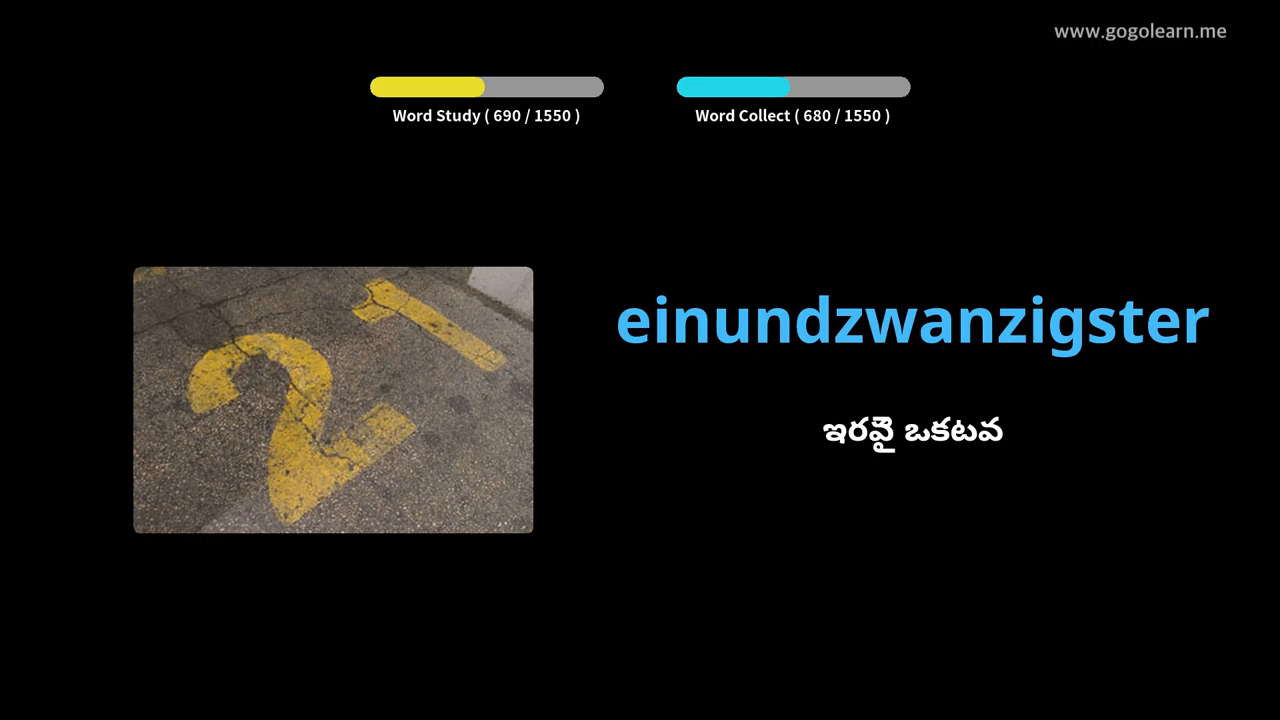 www.gogolearn.me
Word Study ( 690 / 1550 )
Word Collect ( 680 / 1550 )
21
einundzwanzigster
ఇరవై ఒకటవ